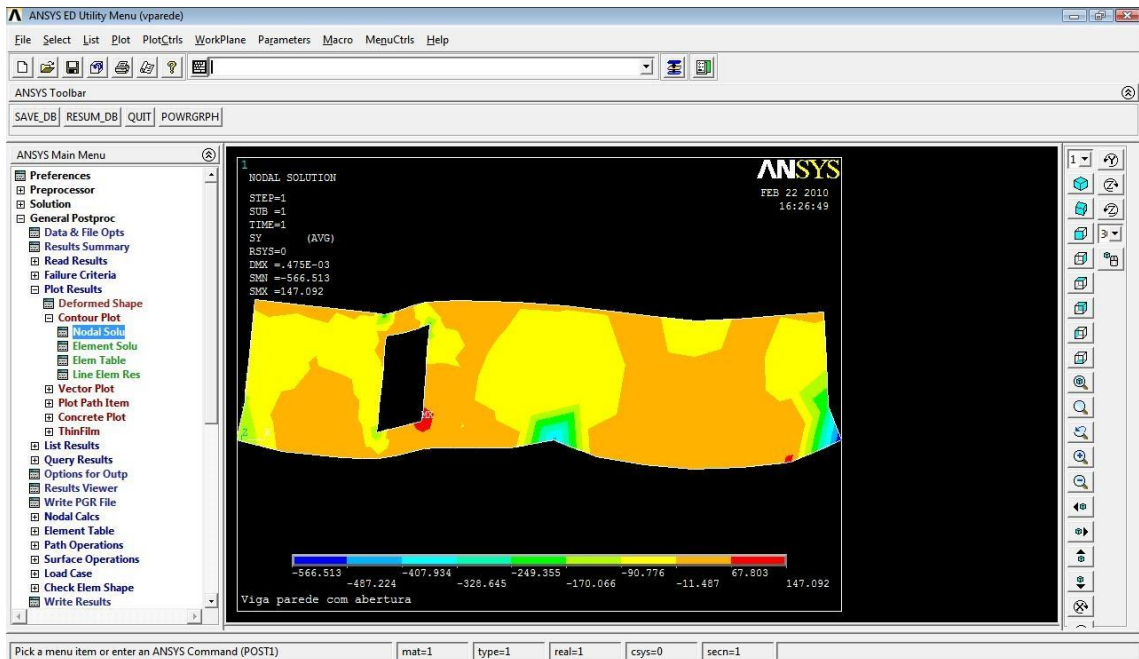 ANSYS ED Utility Menu (vparede)
File Select List Plot PlotCtrls WorkPlane Parameters Macro MenuCtrls Help
ANSYS Toolbar
SAVE_DB RESUM_DB QUIT POWRGRPH
ANSYS Main Menu
Preferences
Preprocessor
Solution
General Postproc
Data & File Opts
Results Summary
Read Results
Failure Criteria
Plot Results
Deformed Shape
Contour Plot
Nodal Solu
Element Solu
Elem Table
Line Elem Res
Vector Plot
Plot Path Item
Concrete Plot
ThinFilm
List Results
Query Results
Options for Outp
Results Viewer
Write PGR File
Nodal Calcs
Element Table
Path Operations
Surface Operations
Load Case
Check Elem Shape
Write Results
1
NODAL SOLUTION
STEP=1
SUB =1
TIME=1
SY (AVG)
RSYS=0
DMX =.475E-03
SMN =-566.513
SMX =147.092
ANSYS
FEB 22 2010
16:26:49
MX
-566.513 -407.934 -249.355 -90.776 67.803
-487.224 -328.645 -170.066 -11.487 147.092
Viga parede com abertura
1
Pick a menu item or enter an ANSYS Command (POST1) mat=1 type=1 real=1 csys=0 secn=1